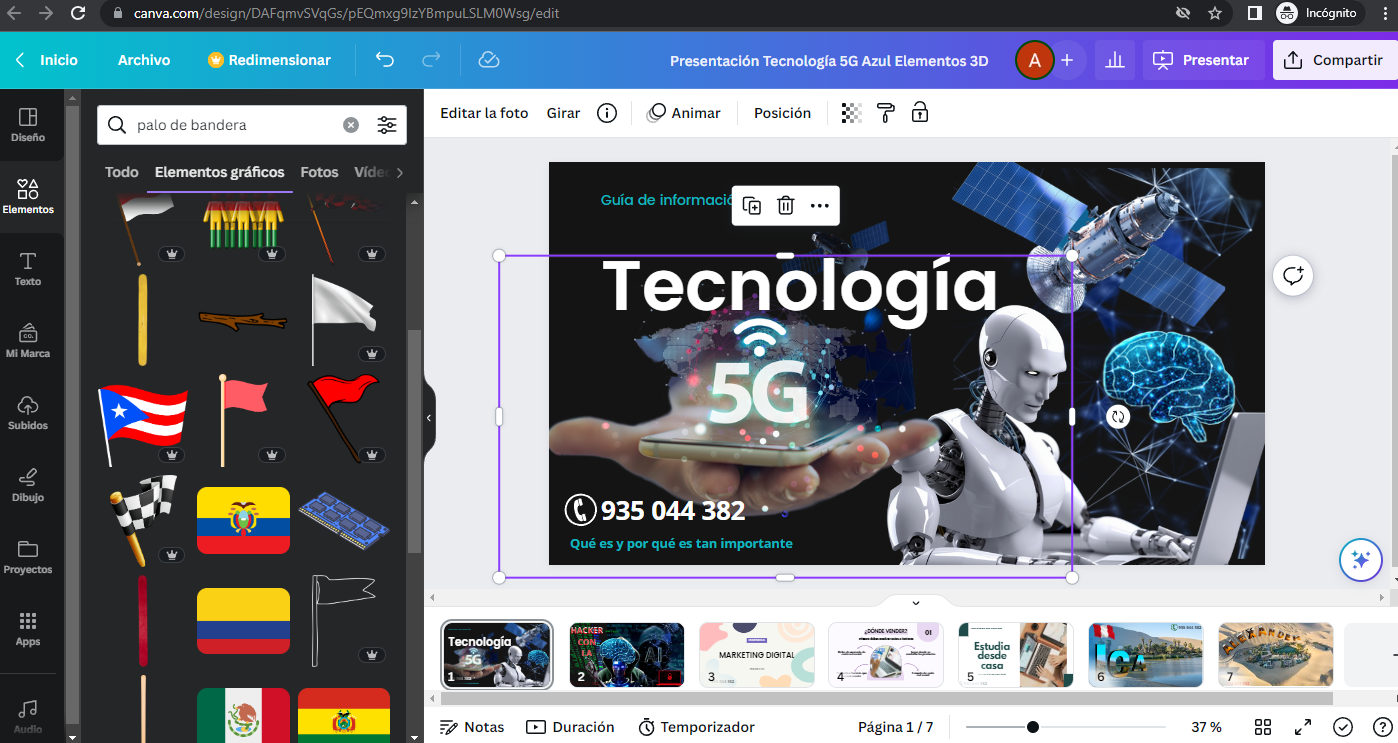 canva.com/design/DAFqmvSVqGs/pEQmxg9IzYBmpuLSLM0Wsg/edit
Incógnito
Inicio
Archivo
Redimensionar
Presentación Tecnología 5G Azul Elementos 3D
A
+
Presentar
Compartir
Diseño
Elementos
Texto
Mi Marca
Subidos
Dibujo
Proyectos
Apps
Audio
palo de bandera
Todo
Elementos gráficos
Fotos
Víde
Editar la foto
Girar
Animar
Posición
Guía de informació
Tecnología
5G
935 044 382
Qué es y por qué es tan importante
Tecnología
5G
1
HACKER
CON
LA
AI
2
MARKETING DIGITAL
3
¿DÓNDE VENDER?
01
4
Estudia
desde
casa
5
ICA
6
7
Notas
Duración
Temporizador
Página 1 / 7
37 %